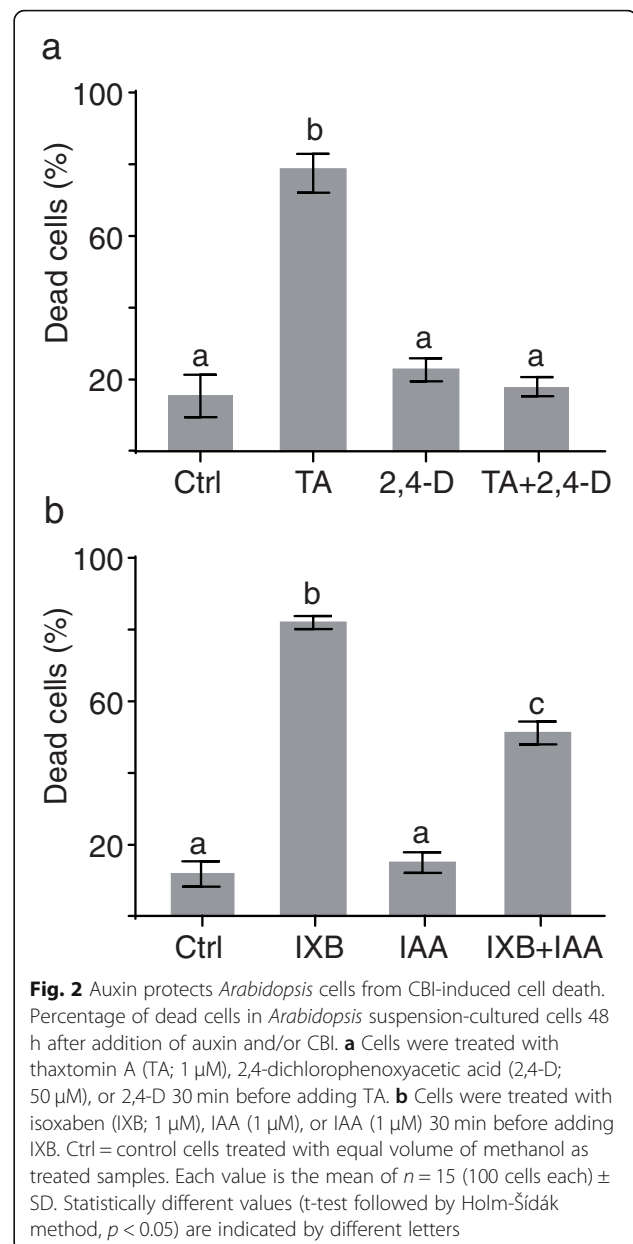 a
100
60
20
Dead cells (%)
a
b
a
a
Ctrl TA 2,4-D TA+2,4-D
b
100
60
20
Dead cells (%)
a
b
a
c
Ctrl IXB IAA IXB+IAA
Fig. 2 Auxin protects Arabidopsis cells from CBI-induced cell death.
Percentage of dead cells in Arabidopsis suspension-cultured cells 48
h after addition of auxin and/or CBI. a Cells were treated with
thaxtomin A (TA; 1 μM), 2,4-dichlorophenoxyacetic acid (2,4-D;
50 μM), or 2,4-D 30 min before adding TA. b Cells were treated with
isoxaben (IXB; 1 μM), IAA (1 μM), or IAA (1 μM) 30 min before adding
IXB. Ctrl = control cells treated with equal volume of methanol as
treated samples. Each value is the mean of n = 15 (100 cells each) ±
SD. Statistically different values (t-test followed by Holm-Šídák
method, p < 0.05) are indicated by different letters